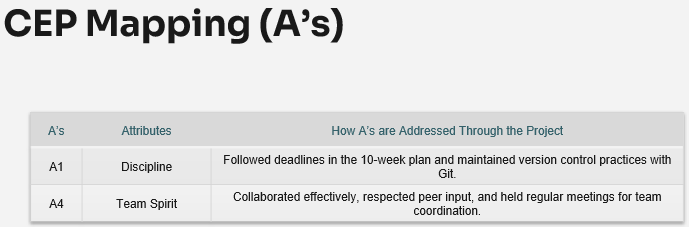 CEP Mapping (A's)
A's Attributes How A's are Addressed Through the Project
A1 Discipline Followed deadlines in the 10-week plan and maintained version control practices with
Git.
A4 Team Spirit Collaborated effectively, respected peer input, and held regular meetings for team
coordination.